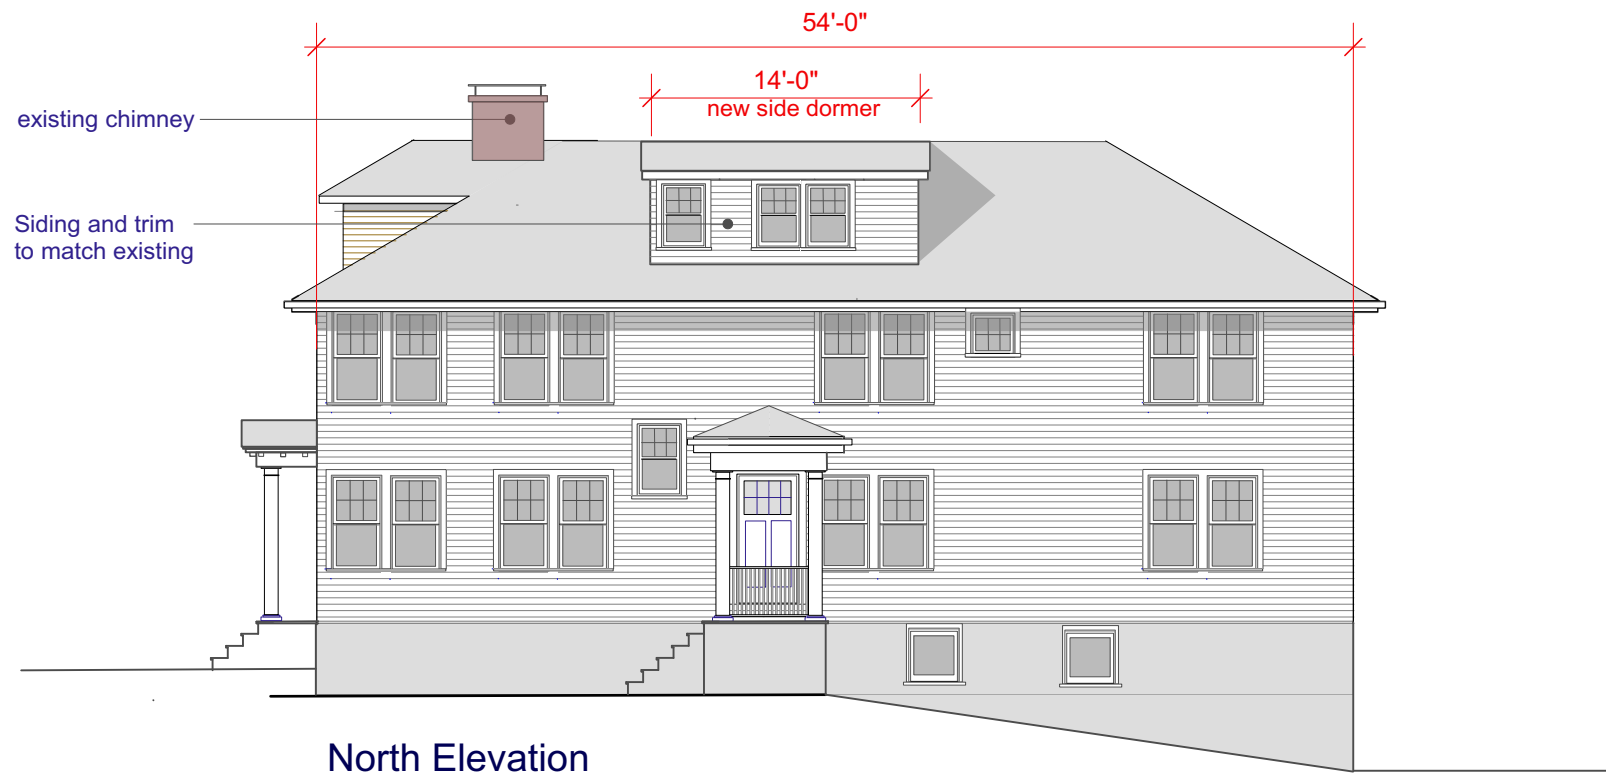 54'-0"
14'-0"
new side dormer
existing chimney
Siding and trim
to match existing
North Elevation